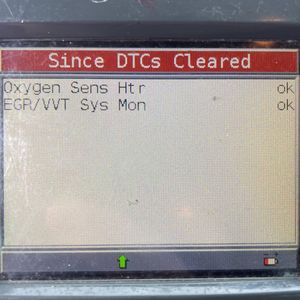 Since DTCs Cleared
Oxygen Sens Htr ok
EGR/VVT Sys Mon ok